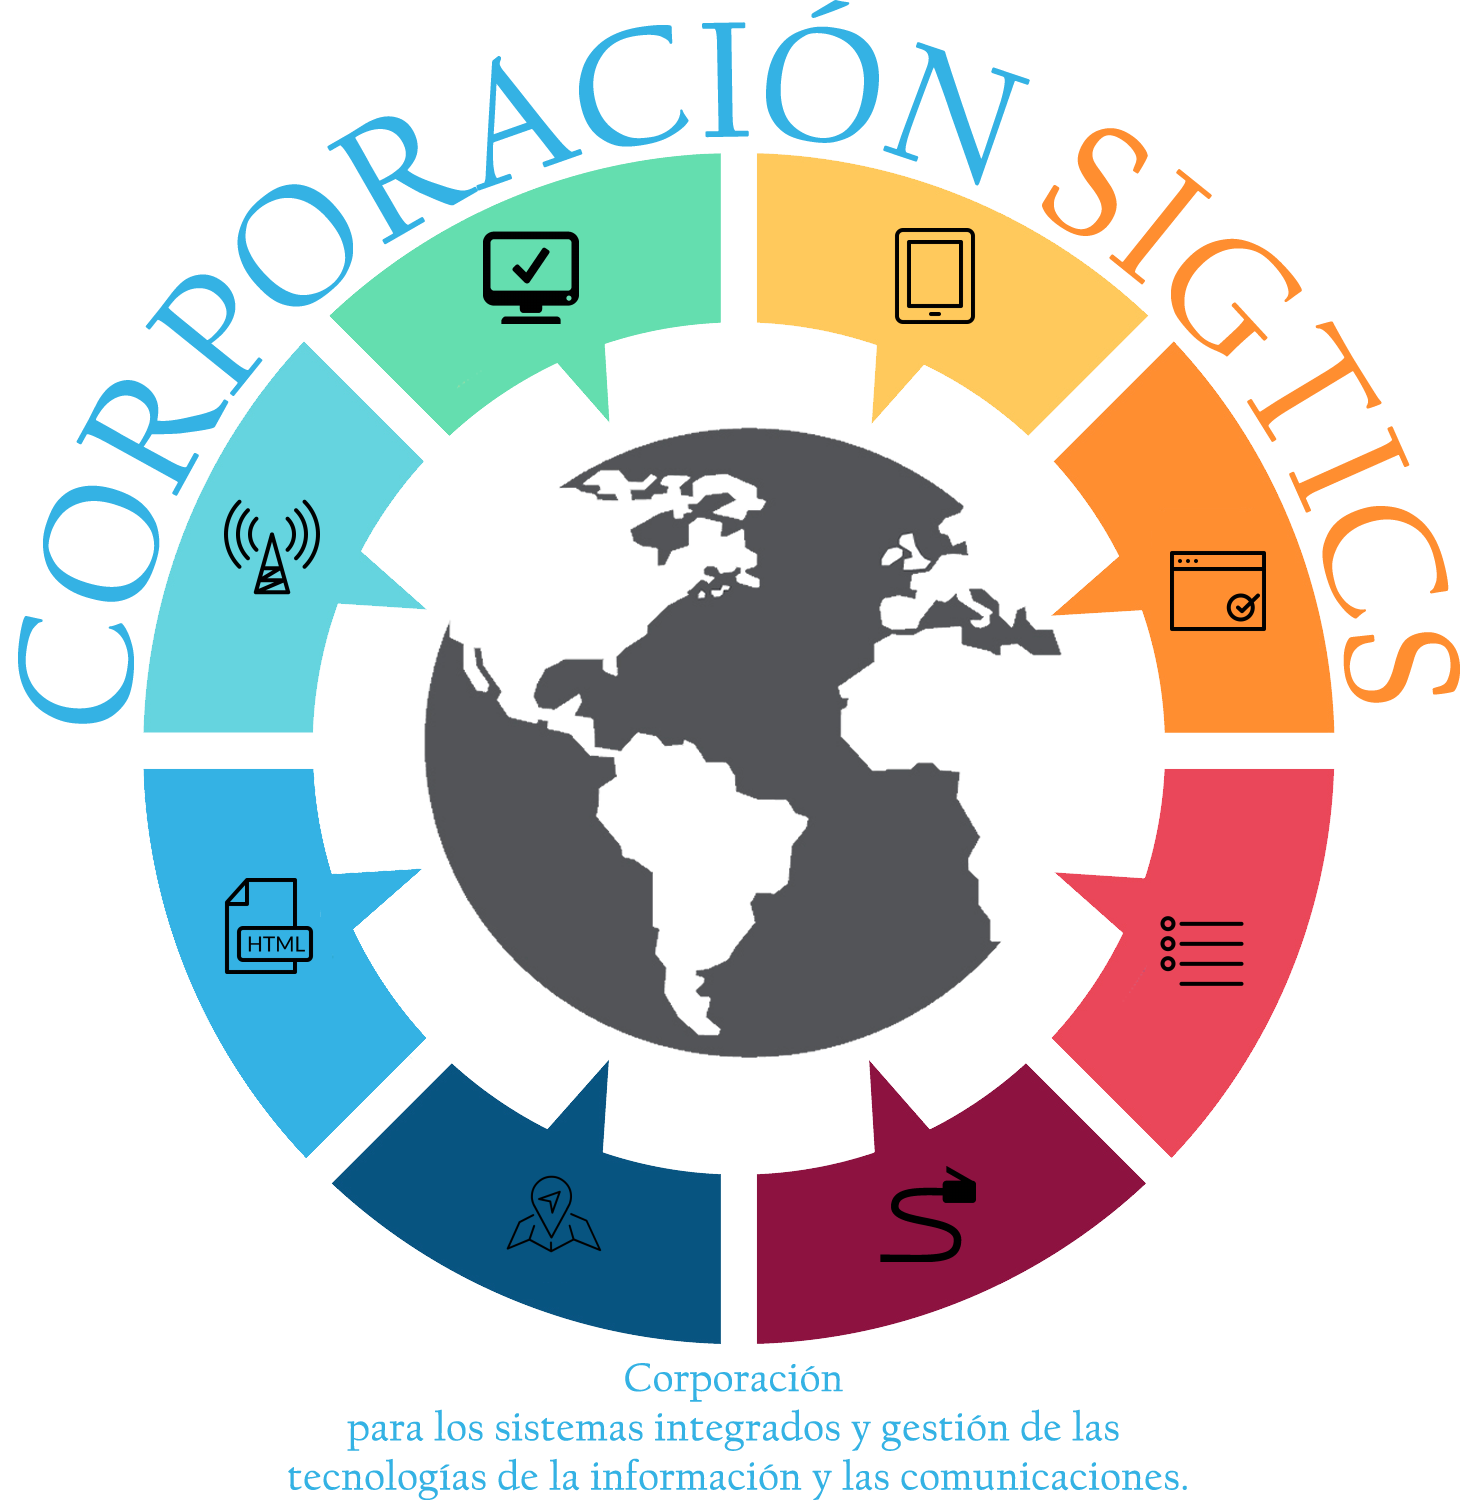 CORPORACIÓN SIGTICS
HTML
Corporación
para los sistemas integrados y gestión de las
tecnologías de la información y las comunicaciones.